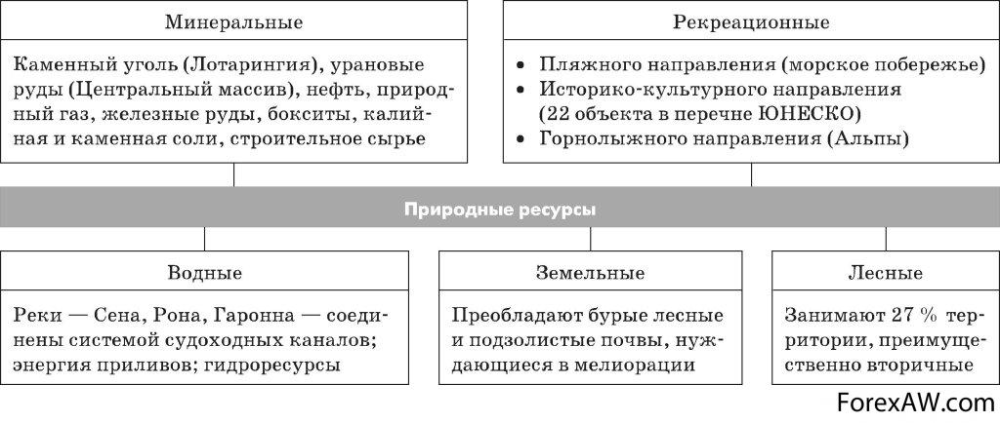 Минеральные
Каменный уголь (Лотарингия), урановые
руды (Центральный массив), нефть, природ-
ный газ, железные руды, бокситы, калий-
ная и каменная соли, строительное сырье
Рекреационные
• Пляжного направления (морское побережье)
• Историко-культурного направления
(22 объекта в перечне ЮНЕСКО)
• Горнолыжного направления (Альпы)
Природные ресурсы
Водные
Реки — Сена, Рона, Гаронна — соеди-
нены системой судоходных каналов;
энергия приливов; гидроресурсы
Земельные
Преобладают бурые лесные
и подзолистые почвы, нуж-
дающиеся в мелиорации
Лесные
Занимают 27 % тер-
ритории, преимуще-
ственно вторичные
ForexAW.com